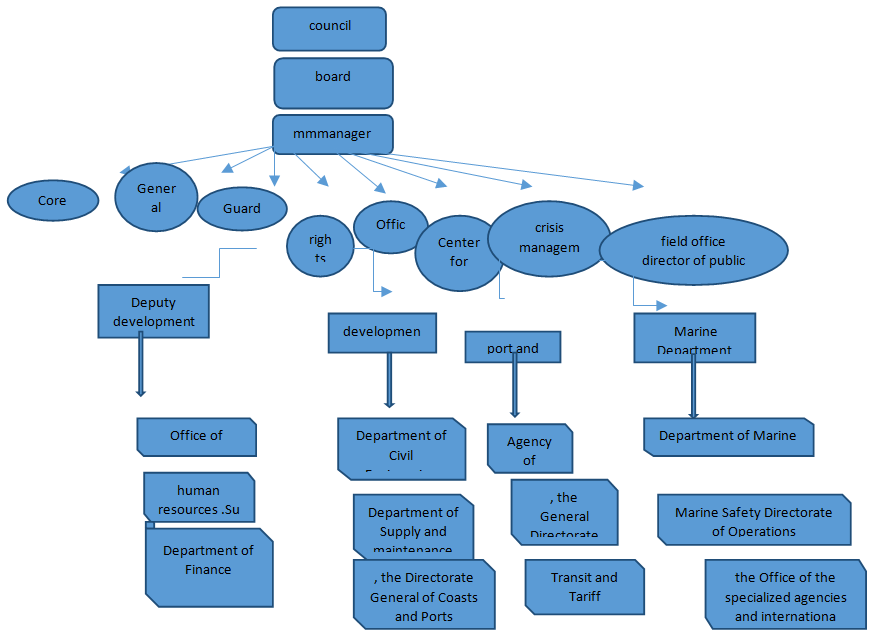 council
board
mmmanager
Core
Gener
al
Guard
righ
ts
Offic
Center
for
crisis
managem
field office
director of public
Deputy
development
developmen
port and
Marine
Department
Office of
human
resources .Su
Department of
Finance
Department of
Civil
Department of
Supply and
maintenance
, the Directorate
General of Coasts
and Ports
Agency
of
, the
General
Directorate
Transit and
Tariff
Department of Marine
Marine Safety Directorate
of Operations
the Office of the
specialized agencies
and internationa